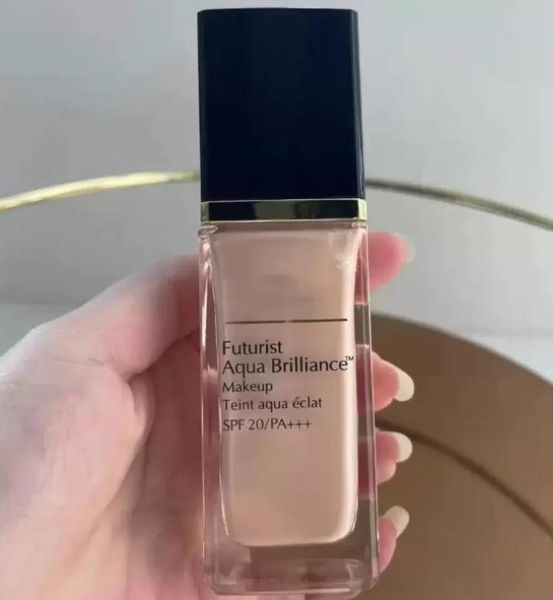 Futurist
Aqua Brilliance™
Makeup
Teint aqua éclat
SPF 20/PA+++